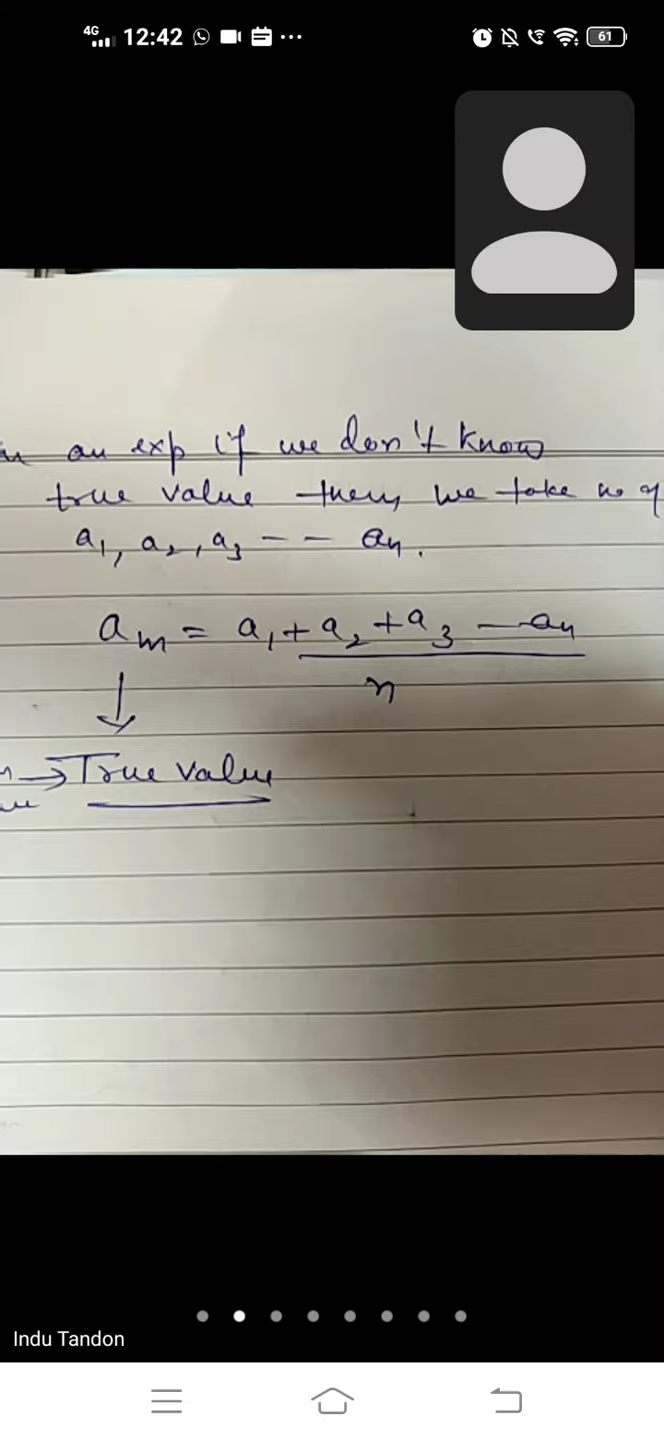 4G 12:42 61
an exp if we don't know
true value then, we take no of
a₁, a₂, a₃ - - aₙ.
aₘ = a₁ + a₂ + a₃ — aₙ
n
↓
→ True value
Indu Tandon